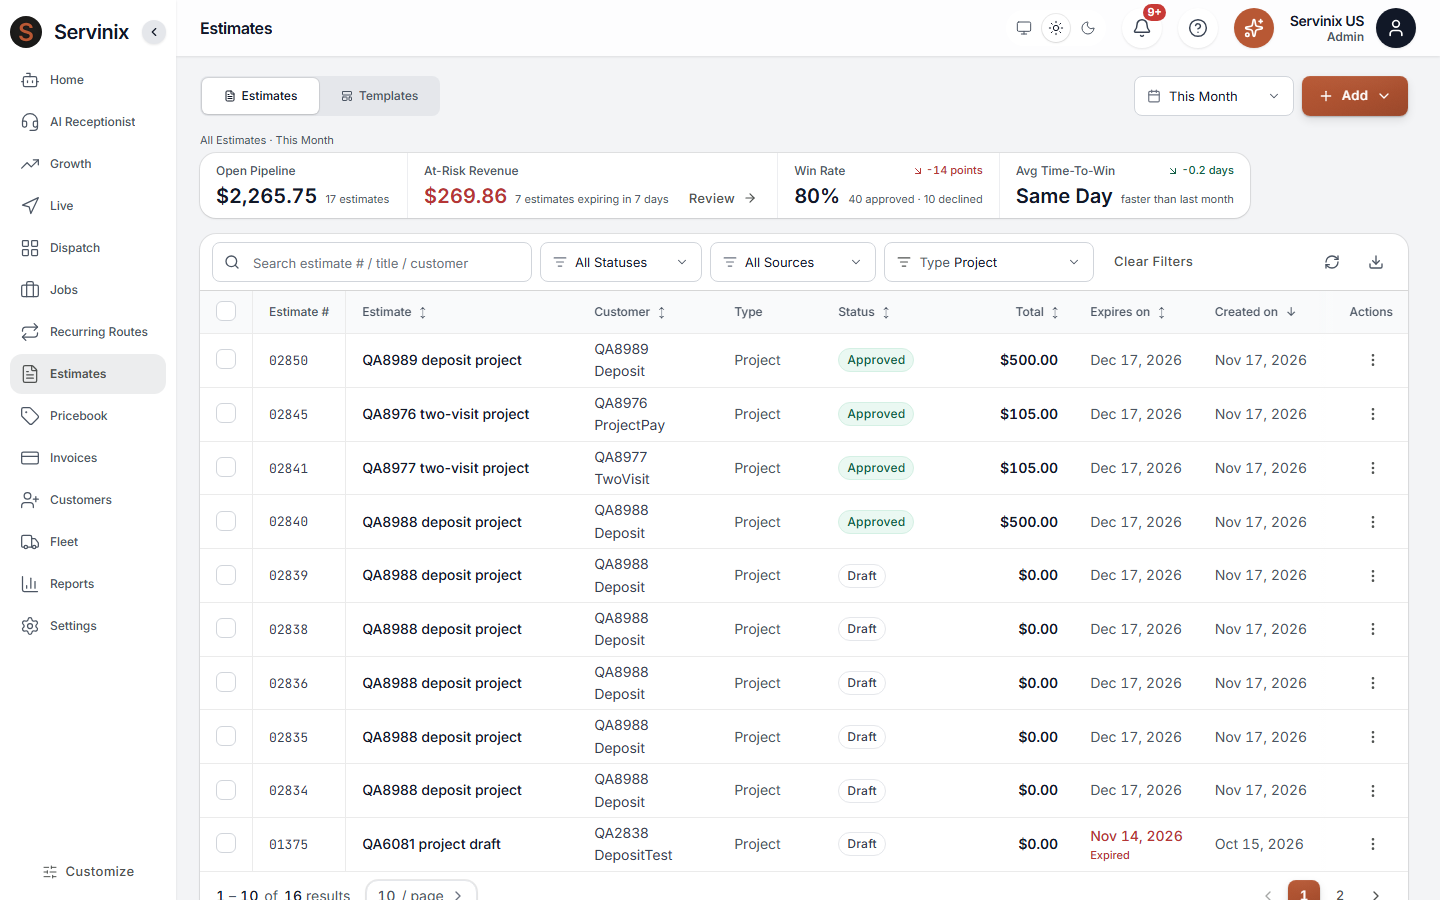 Servinix
Estimates
9+
Servinix US
Admin
Home
AI Receptionist
Growth
Live
Dispatch
Jobs
Recurring Routes
Estimates
Pricebook
Invoices
Customers
Fleet
Reports
Settings
Customize
Estimates
Templates
This Month
Add
All Estimates · This Month
Open Pipeline
$2,265.75 17 estimates
At-Risk Revenue
$269.86 7 estimates expiring in 7 days Review
Win Rate -14 points
80% 40 approved · 10 declined
Avg Time-To-Win -0.2 days
Same Day faster than last month
Search estimate # / title / customer
All Statuses
All Sources
Type Project
Clear Filters
Estimate # Estimate Customer Type Status Total Expires on Created on Actions
02850 QA8989 deposit project QA8989 Deposit Project Approved $500.00 Dec 17, 2026 Nov 17, 2026
02845 QA8976 two-visit project QA8976 ProjectPay Project Approved $105.00 Dec 17, 2026 Nov 17, 2026
02841 QA8977 two-visit project QA8977 TwoVisit Project Approved $105.00 Dec 17, 2026 Nov 17, 2026
02840 QA8988 deposit project QA8988 Deposit Project Approved $500.00 Dec 17, 2026 Nov 17, 2026
02839 QA8988 deposit project QA8988 Deposit Project Draft $0.00 Dec 17, 2026 Nov 17, 2026
02838 QA8988 deposit project QA8988 Deposit Project Draft $0.00 Dec 17, 2026 Nov 17, 2026
02836 QA8988 deposit project QA8988 Deposit Project Draft $0.00 Dec 17, 2026 Nov 17, 2026
02835 QA8988 deposit project QA8988 Deposit Project Draft $0.00 Dec 17, 2026 Nov 17, 2026
02834 QA8988 deposit project QA8988 Deposit Project Draft $0.00 Dec 17, 2026 Nov 17, 2026
01375 QA6081 project draft QA2838 DepositTest Project Draft $0.00 Nov 14, 2026 Expired Oct 15, 2026
1 – 10 of 16 results
10 / page
1 2